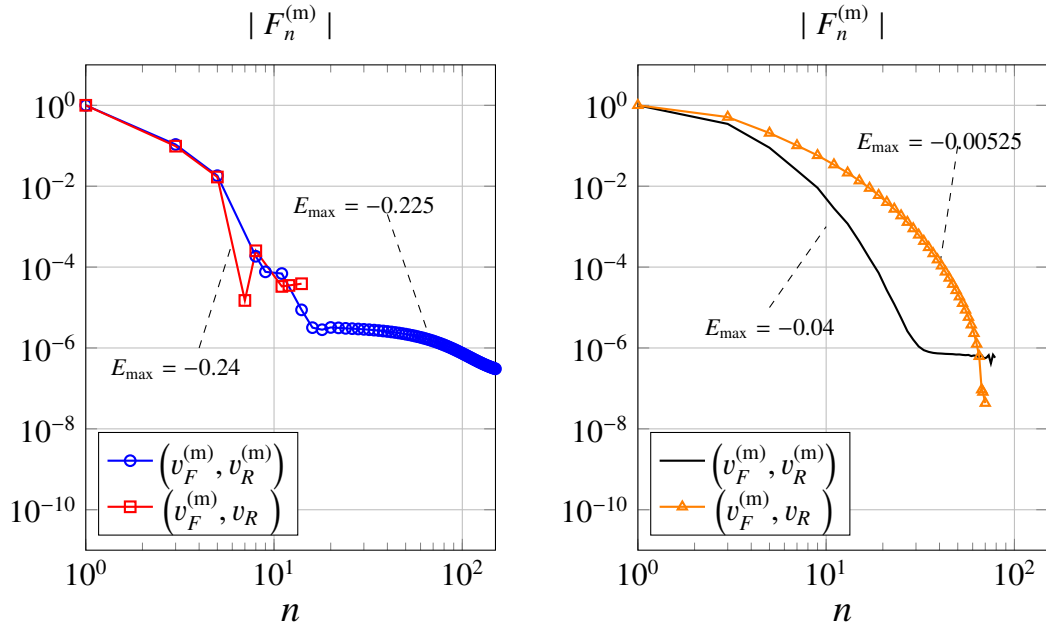 | F_n^(m) |
10^0
10^−2
10^−4
10^−6
10^−8
10^−10
E_max = −0.225
E_max = −0.24
(v_F^(m), v_R^(m))
(v_F^(m), v_R)
10^0 10^1 10^2
n
| F_n^(m) |
10^0
10^−2
10^−4
10^−6
10^−8
10^−10
E_max = −0.00525
E_max = −0.04
(v_F^(m), v_R^(m))
(v_F^(m), v_R)
10^0 10^1 10^2
n